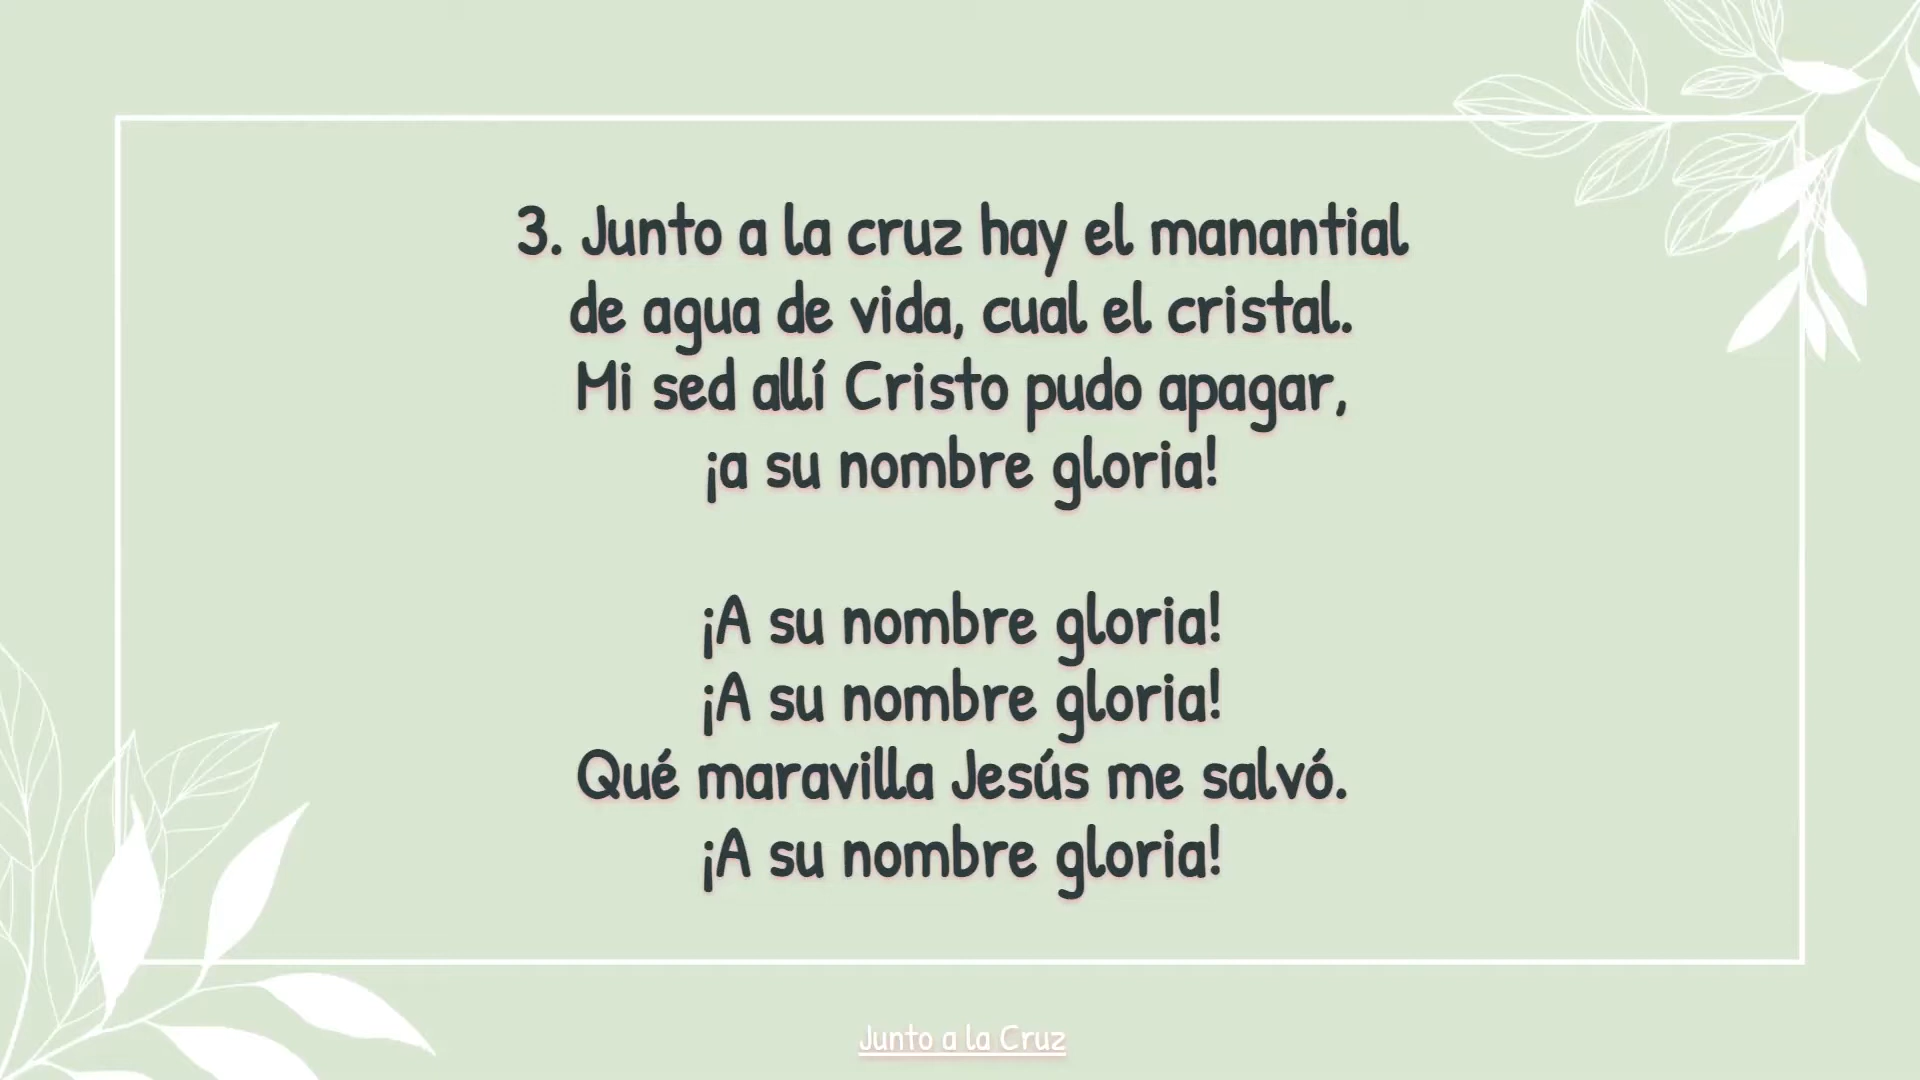 3. Junto a la cruz hay el manantial
de agua de vida, cual el cristal.
Mi sed allí Cristo pudo apagar,
¡a su nombre gloria!
¡A su nombre gloria!
¡A su nombre gloria!
Qué maravilla Jesús me salvó.
¡A su nombre gloria!
Junto a la Cruz